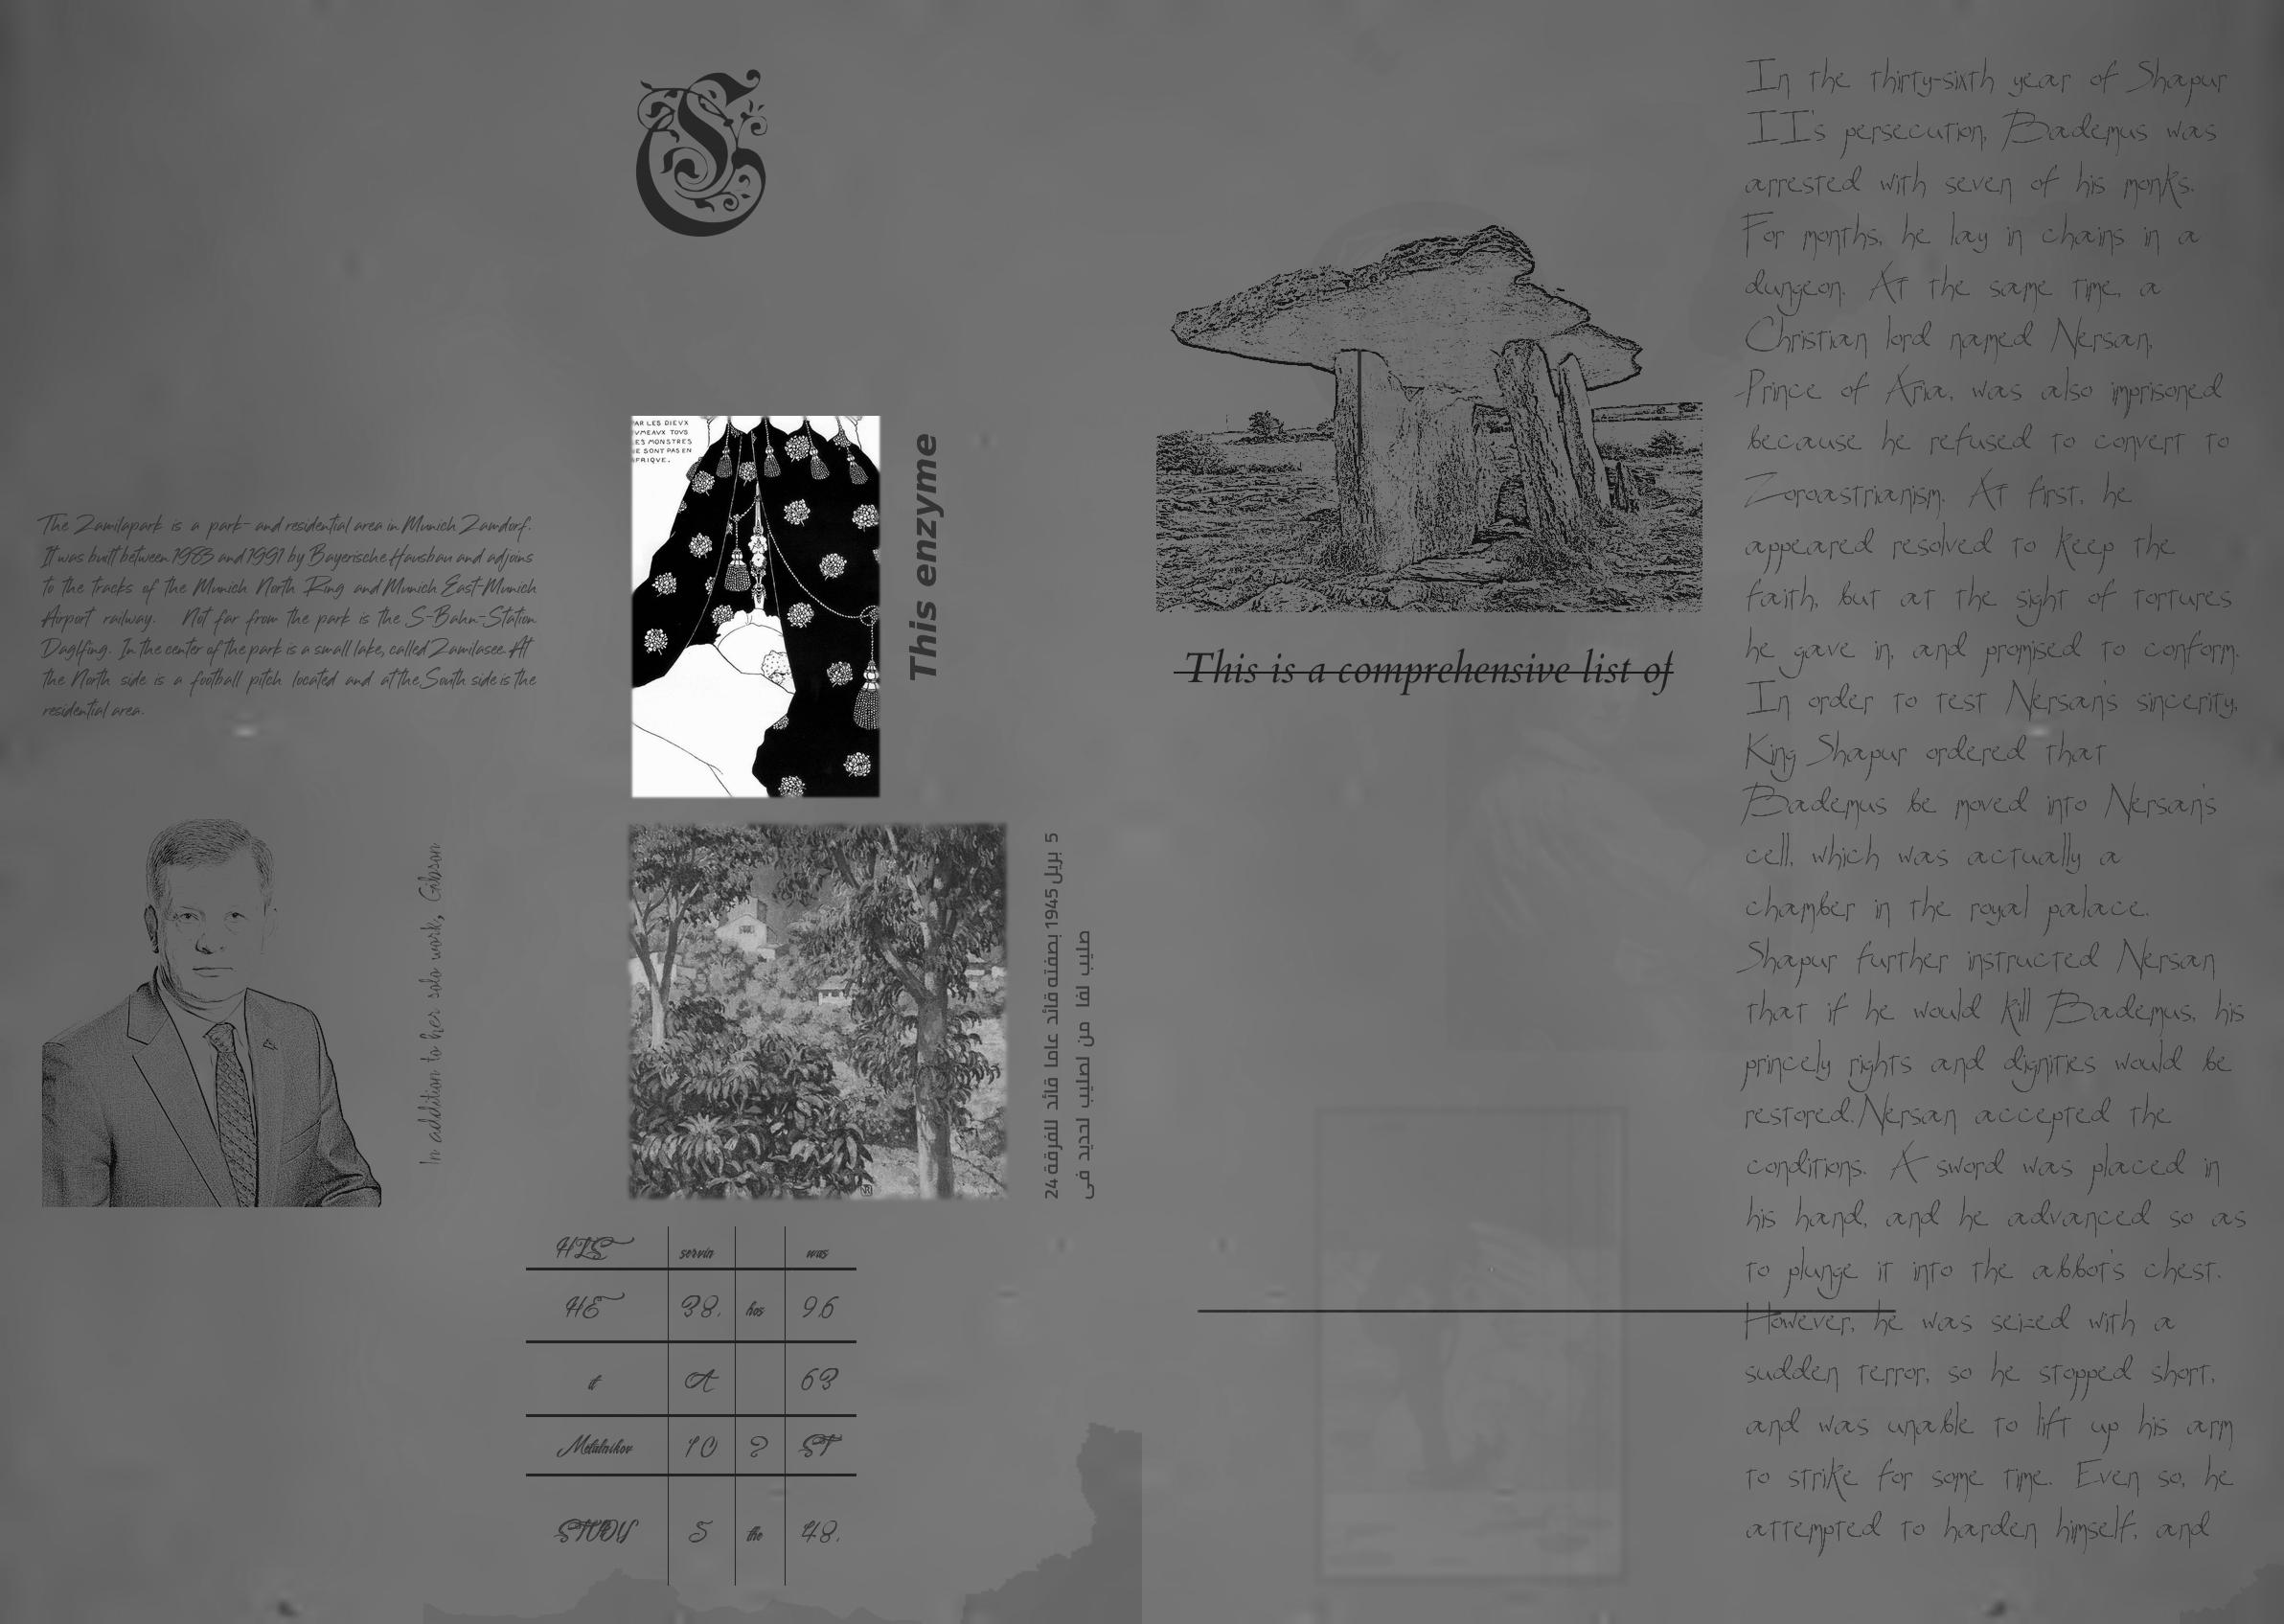 The Zamilapark is a park- and residential area in Munich Zamdorf.
It was built between 1983 and 1991 by Bayerische Hausbau and adjoins
to the tracks of the Munich North Ring and Munich East-Munich
Airport railway. Not far from the park is the S-Bahn-Station
Daglfing. In the center of the park is a small lake, called Zamilasee. At
the North side is a football pitch located and at the South side is the
residential area.
In addition to her solo work, Gibson
AR LES DIEVX
VMEAUX TOVS
ES MONSTRES
E SONT PAS EN
FRIQVE.
This enzyme
5 بريل 1945 بصفته قائد عاما قائد للفرقة 24
صليب لفا من لصليب لحديد في
HIS servin was
HE 38. has 96
it A 63
10 ? ST
STUDY 5 the 48.
This is a comprehensive list of
In the thirty-sixth year of Shapur
II's persecution, Bademus was
arrested with seven of his monks.
For months, he lay in chains in a
dungeon. At the same time, a
Christian lord named Nersan,
Prince of Aria, was also imprisoned
because he refused to convert to
Zoroastrianism. At first, he
appeared resolved to keep the
faith, but at the sight of tortures
he gave in, and promised to conform.
In order to test Nersan's sincerity,
King Shapur ordered that
Bademus be moved into Nersan's
cell, which was actually a
chamber in the royal palace.
Shapur further instructed Nersan
that if he would kill Bademus, his
princely rights and dignities would be
restored.Nersan accepted the
conditions. A sword was placed in
his hand, and he advanced so as
to plunge it into the abbot's chest.
However, he was seized with a
sudden terror, so he stopped short,
and was unable to lift up his arm
to strike for some time. Even so, he
attempted to harden himself, and